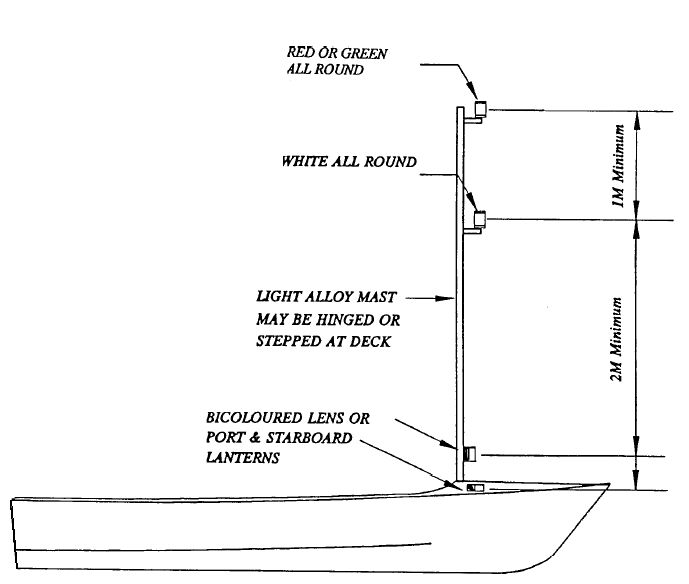 RED OR GREEN
ALL ROUND
WHITE ALL ROUND
1M Minimum
LIGHT ALLOY MAST
MAY BE HINGED OR
STEPPED AT DECK
2M Minimum
BICOLOURED LENS OR
PORT & STARBOARD
LANTERNS